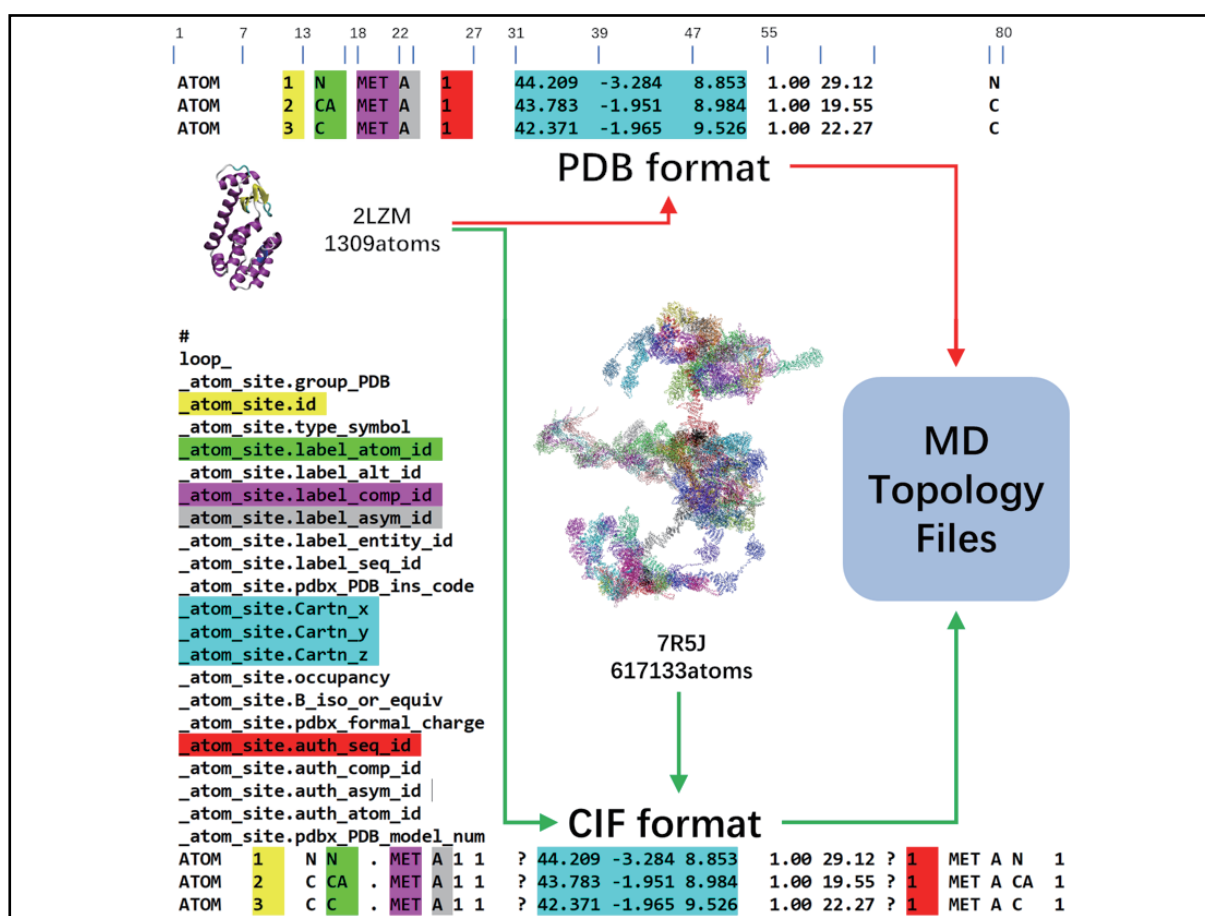 1 7 13 18 22 27 31 39 47 55 80
ATOM 1 N MET A 1 44.209 -3.284 8.853 1.00 29.12 N
ATOM 2 CA MET A 1 43.783 -1.951 8.984 1.00 19.55 C
ATOM 3 C MET A 1 42.371 -1.965 9.526 1.00 22.27 C
PDB format
2LZM
1309atoms
#
loop_
_atom_site.group_PDB
_atom_site.id
_atom_site.type_symbol
_atom_site.label_atom_id
_atom_site.label_alt_id
_atom_site.label_comp_id
_atom_site.label_asym_id
_atom_site.label_entity_id
_atom_site.label_seq_id
_atom_site.pdbx_PDB_ins_code
_atom_site.Cartn_x
_atom_site.Cartn_y
_atom_site.Cartn_z
_atom_site.occupancy
_atom_site.B_iso_or_equiv
_atom_site.pdbx_formal_charge
_atom_site.auth_seq_id
_atom_site.auth_comp_id
_atom_site.auth_asym_id
_atom_site.auth_atom_id
_atom_site.pdbx_PDB_model_num
7R5J
617133atoms
MD
Topology
Files
CIF format
ATOM 1 N N . MET A 1 1 ? 44.209 -3.284 8.853 1.00 29.12 ? 1 MET A N 1
ATOM 2 C CA . MET A 1 1 ? 43.783 -1.951 8.984 1.00 19.55 ? 1 MET A CA 1
ATOM 3 C C . MET A 1 1 ? 42.371 -1.965 9.526 1.00 22.27 ? 1 MET A C 1